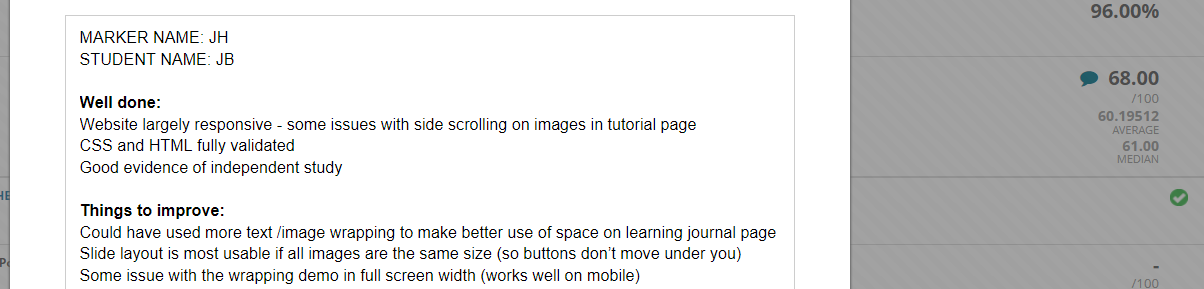 MARKER NAME: JH
STUDENT NAME: JB
Well done:
Website largely responsive - some issues with side scrolling on images in tutorial page
CSS and HTML fully validated
Good evidence of independent study
Things to improve:
Could have used more text /image wrapping to make better use of space on learning journal page
Slide layout is most usable if all images are the same size (so buttons don’t move under you)
Some issue with the wrapping demo in full screen width (works well on mobile)
96.00%
68.00
/100
60.19512
AVERAGE
61.00
MEDIAN
-
/100